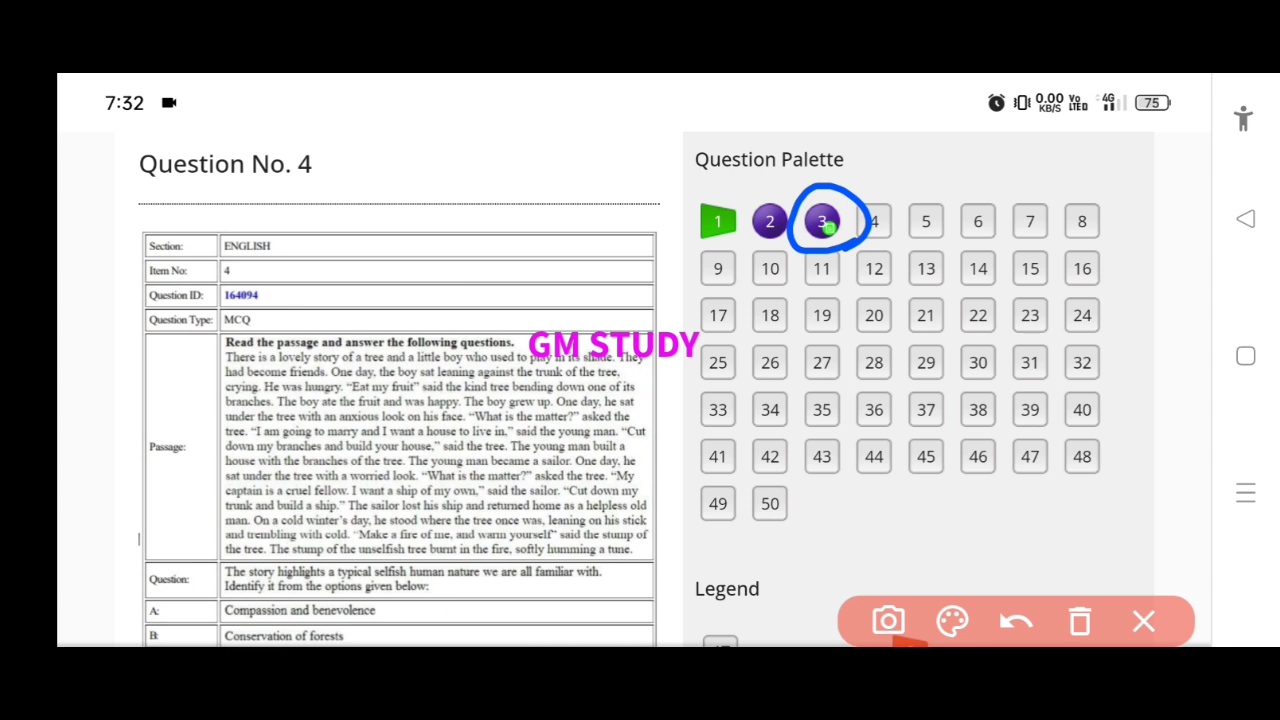 7:32
0.00 KB/S
Vo LTE
4G
75
Question No. 4
Section: ENGLISH
Item No: 4
Question ID: 164094
Question Type: MCQ
Passage: Read the passage and answer the following questions.
There is a lovely story of a tree and a little boy who used to play in its shade. They
had become friends. One day, the boy sat leaning against the trunk of the tree,
crying. He was hungry. “Eat my fruit” said the kind tree bending down one of its
branches. The boy ate the fruit and was happy. The boy grew up. One day, he sat
under the tree with an anxious look on his face. “What is the matter?” asked the
tree. “I am going to marry and I want a house to live in,” said the young man. “Cut
down my branches and build your house,” said the tree. The young man built a
house with the branches of the tree. The young man became a sailor. One day, he
sat under the tree with a worried look. “What is the matter?” asked the tree. “My
captain is a cruel fellow. I want a ship of my own,” said the sailor. “Cut down my
trunk and build a ship.” The sailor lost his ship and returned home as a helpless old
man. On a cold winter’s day, he stood where the tree once was, leaning on his stick
and trembling with cold. “Make a fire of me, and warm yourself” said the stump of
the tree. The stump of the unselfish tree burnt in the fire, softly humming a tune.
Question: The story highlights a typical selfish human nature we are all familiar with.
Identify it from the options given below:
A: Compassion and benevolence
B: Conservation of forests
GM STUDY
Question Palette
1 2 3 4 5 6 7 8
9 10 11 12 13 14 15 16
17 18 19 20 21 22 23 24
25 26 27 28 29 30 31 32
33 34 35 36 37 38 39 40
41 42 43 44 45 46 47 48
49 50
Legend